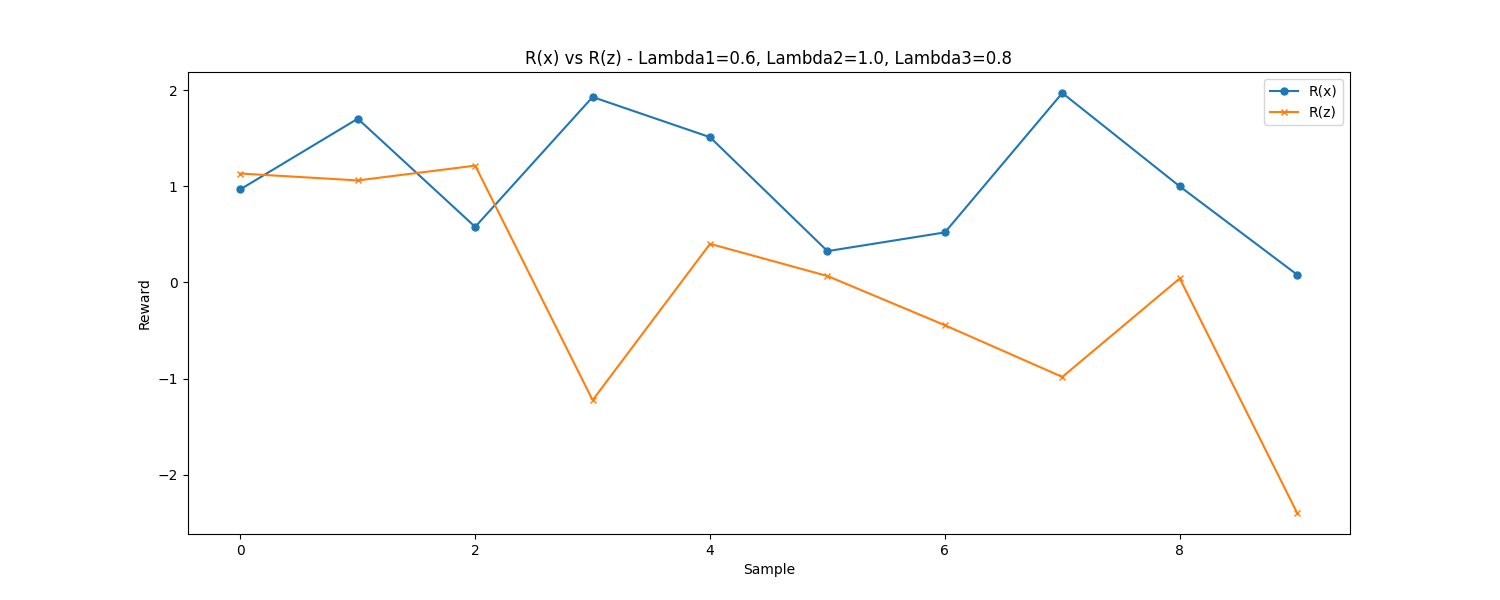 R(x) vs R(z) - Lambda1=0.6, Lambda2=1.0, Lambda3=0.8
R(x)
R(z)
2
1
0
−1
−2
Reward
0 2 4 6 8
Sample